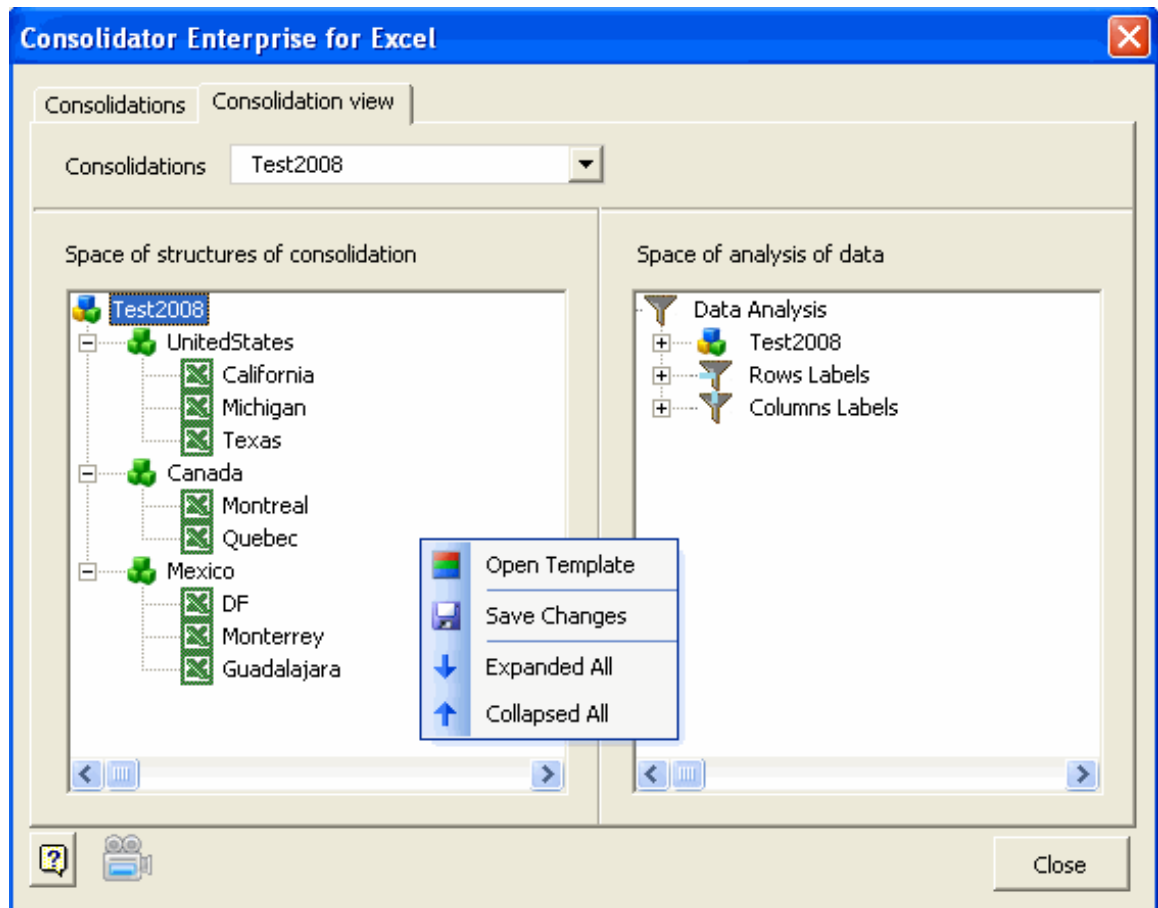 Consolidator Enterprise for Excel
Consolidations
Consolidation view
Consolidations
Test2008
Space of structures of consolidation
Test2008
UnitedStates
California
Michigan
Texas
Canada
Montreal
Quebec
Mexico
DF
Monterrey
Guadalajara
Open Template
Save Changes
Expanded All
Collapsed All
Space of analysis of data
Data Analysis
Test2008
Rows Labels
Columns Labels
Close